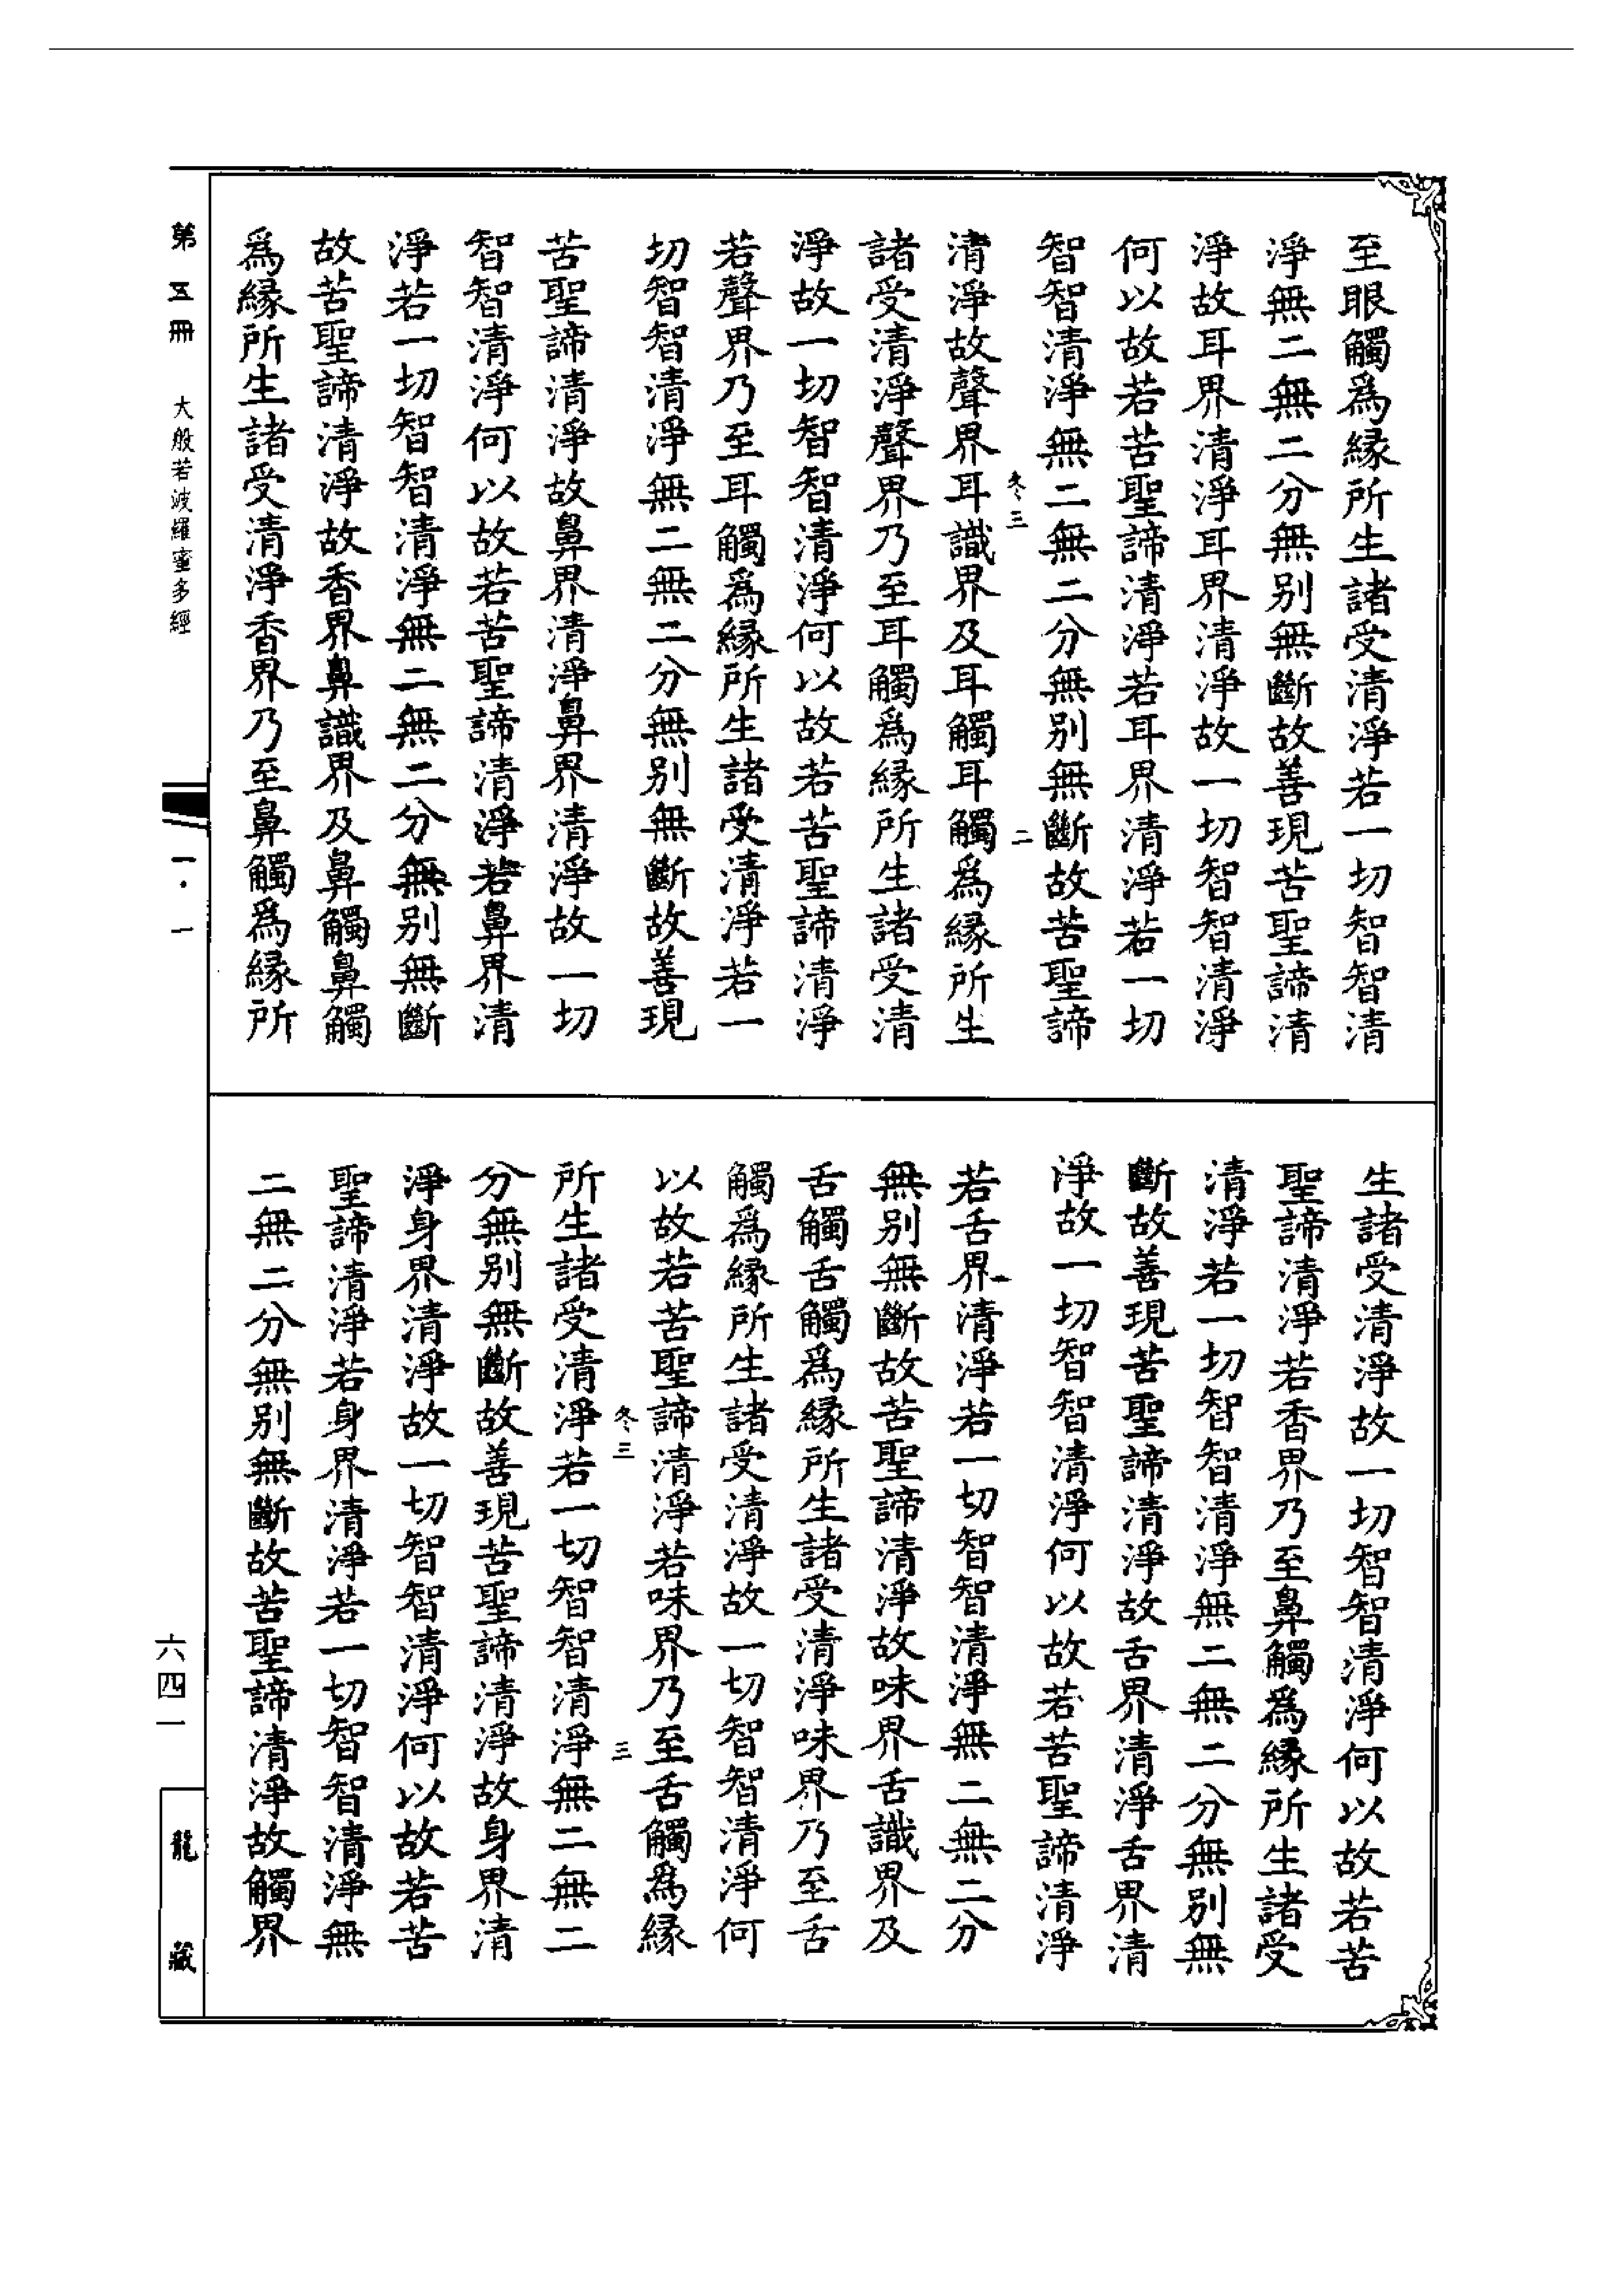 至眼觸為緣所生諸受清淨若一切智智清
淨無二無二分無別無斷故善現苦聖諦清
淨故耳界清淨耳界清淨故一切智智清淨
何以故若苦聖諦清淨若耳界清淨若一切
智智清淨無二無二分無別無斷故苦聖諦
冬三
二
清淨故聲界耳識界及耳觸耳觸為緣所生
諸受清淨聲界乃至耳觸為緣所生諸受清
淨故一切智智清淨何以故若苦聖諦清淨
若聲界乃至耳觸為緣所生諸受清淨若一
切智智清淨無二無二分無別無斷故善現
苦聖諦清淨故鼻界清淨鼻界清淨故一切
智智清淨何以故若苦聖諦清淨若鼻界清
淨若一切智智清淨無二無二分無別無斷
故苦聖諦清淨故香界鼻識界及鼻觸鼻觸
為緣所生諸受清淨香界乃至鼻觸為緣所
生諸受清淨故一切智智清淨何以故若苦
聖諦清淨若香界乃至鼻觸為緣所生諸受
清淨若一切智智清淨無二無二分無別無
斷故善現苦聖諦清淨故舌界清淨舌界清
淨故一切智智清淨何以故若苦聖諦清淨
若舌界清淨若一切智智清淨無二無二分
無別無斷故苦聖諦清淨故味界舌識界及
舌觸舌觸為緣所生諸受清淨味界乃至舌
觸為緣所生諸受清淨故一切智智清淨何
以故若苦聖諦清淨若味界乃至舌觸為緣
冬三
三
所生諸受清淨若一切智智清淨無二無二
分無別無斷故善現苦聖諦清淨故身界清
淨身界清淨故一切智智清淨何以故若苦
聖諦清淨若身界清淨若一切智智清淨無
二無二分無別無斷故苦聖諦清淨故觸界
第五冊
大般若波羅蜜多經
一·一
六四一
龍藏